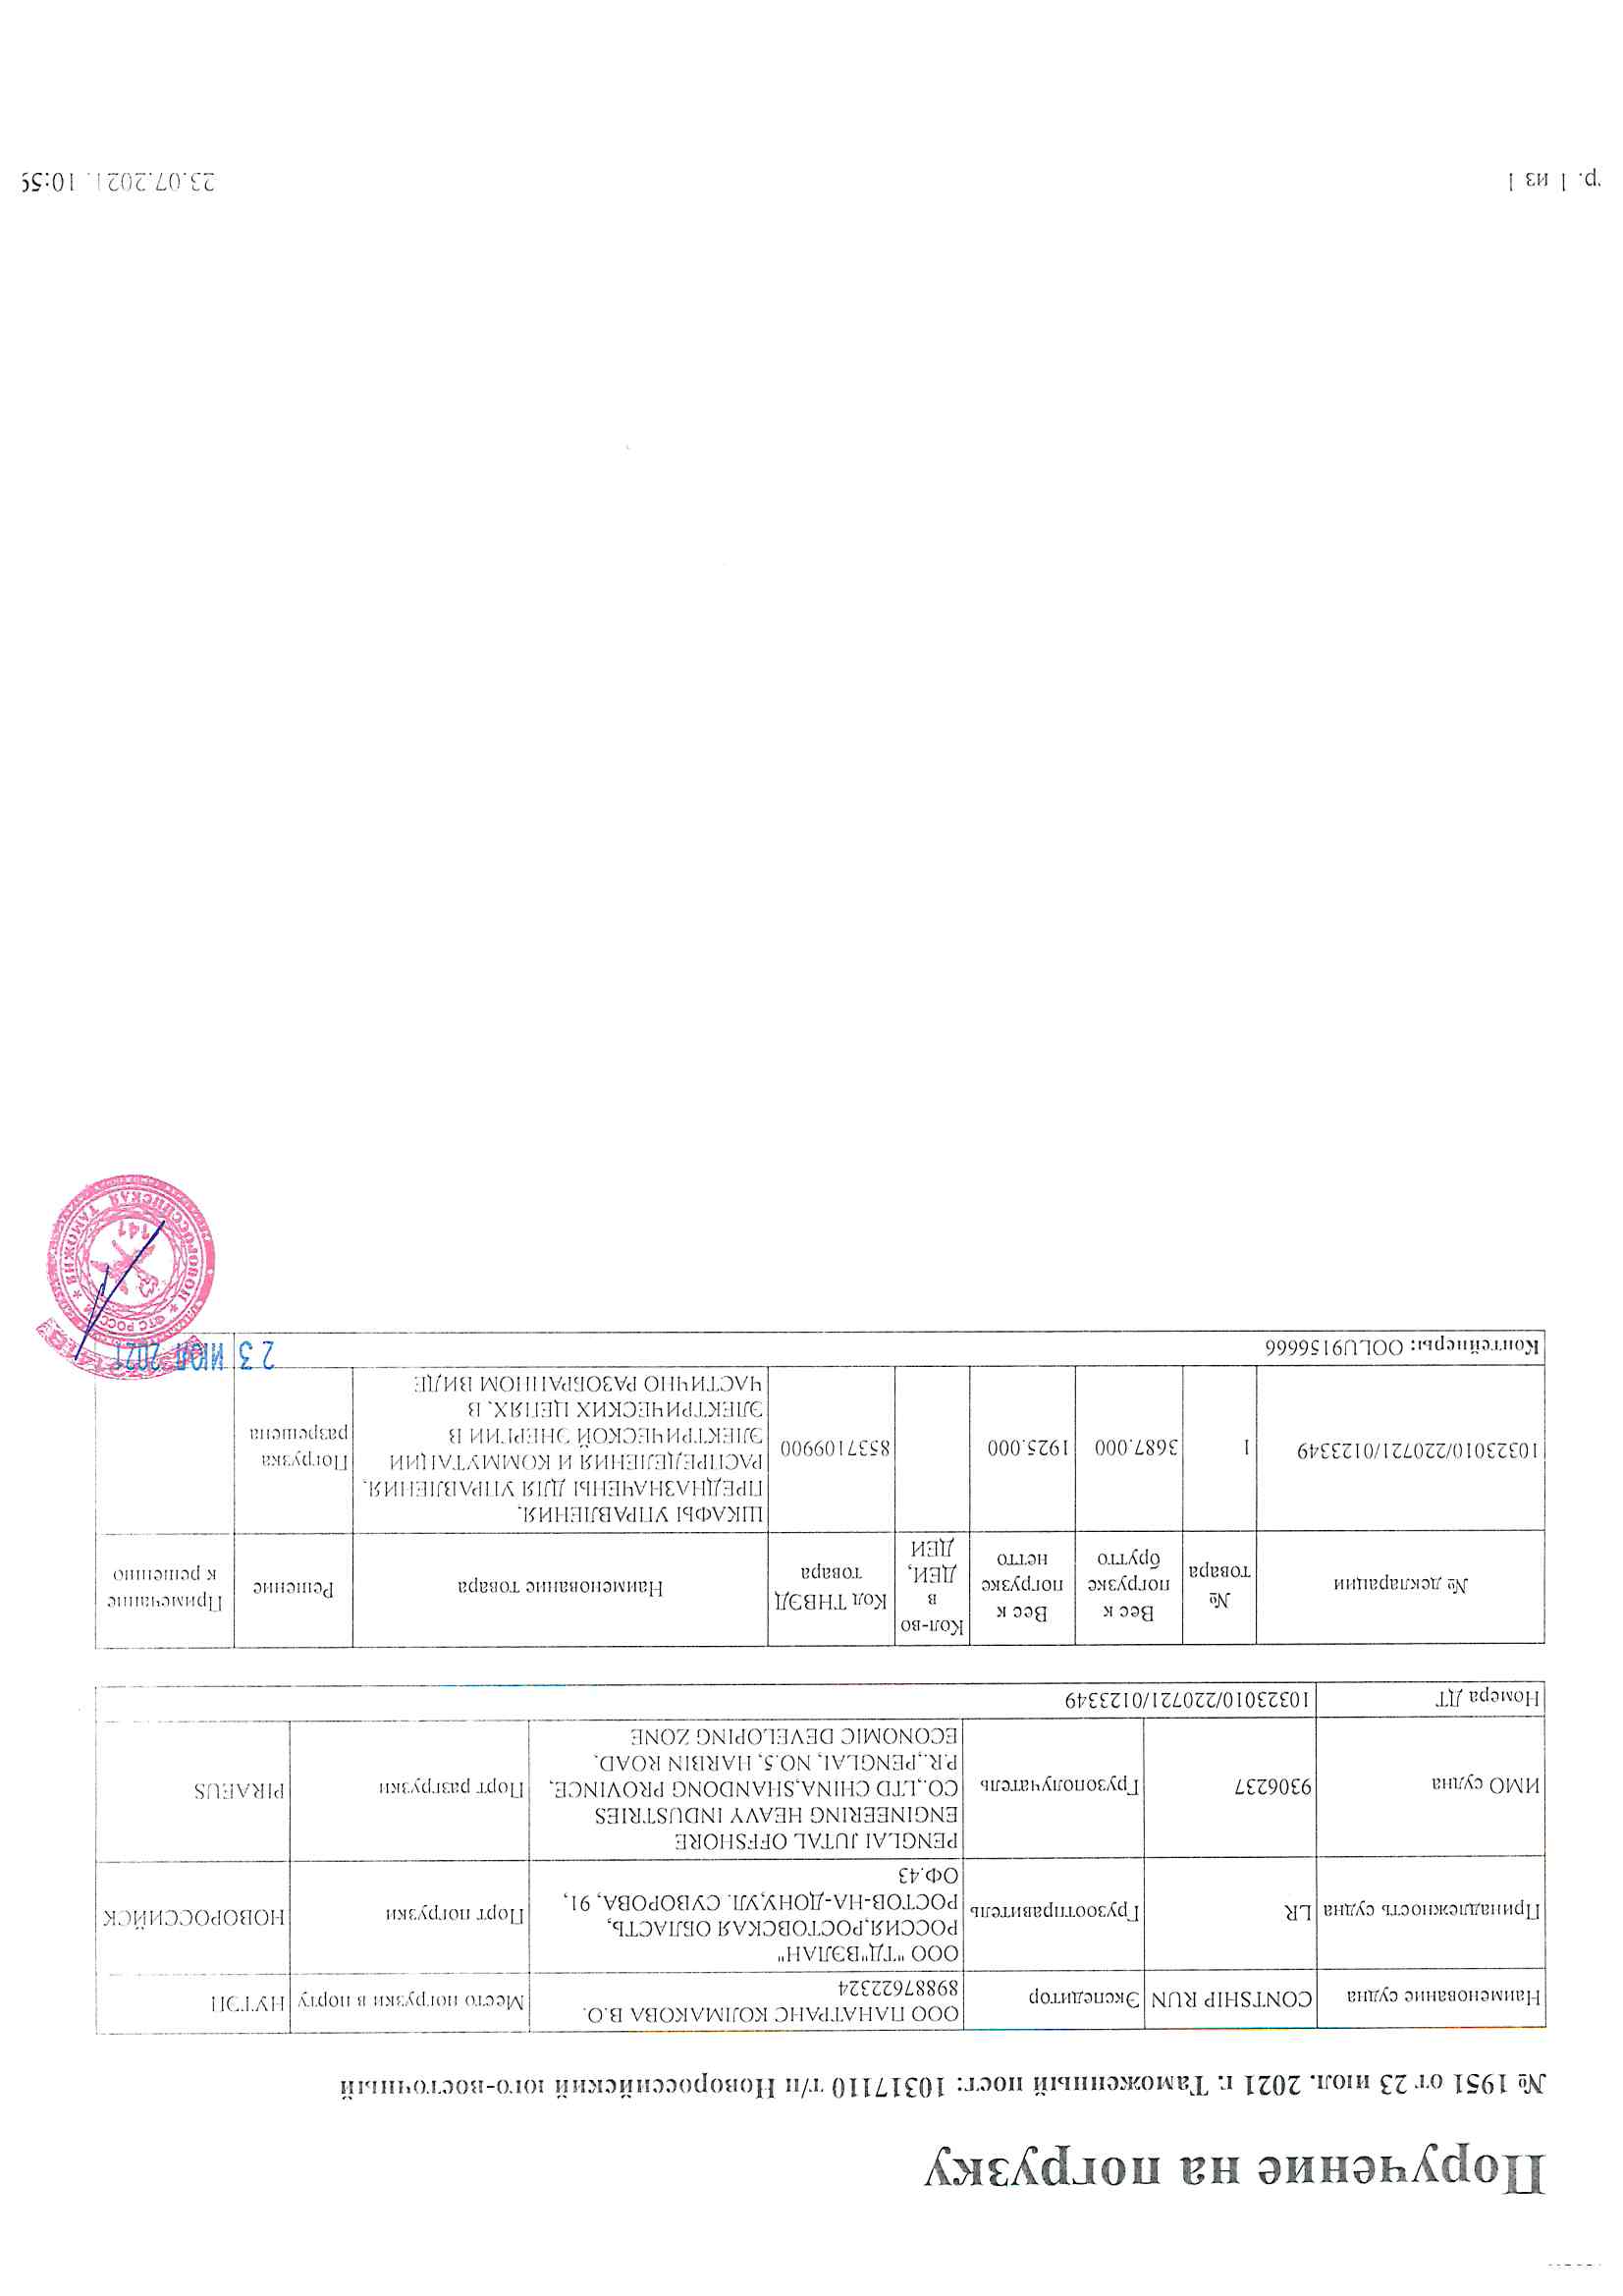 Поручение на погрузку
№ 1951 от 23 июл. 2021 г. Таможенный пост: 10317110 т/п Новороссийский юго-восточный
Наименование судна CONTSHIP RUN Экспедитор ООО ПАНАТРАНС КОЛМАКОВА В.О. Место погрузки в порту НУТЭП
89887622324
Принадлежность судна LR Грузоотправитель ООО "ТД"ВЭЛАН" Порт погрузки НОВОРОССИЙСК
РОССИЯ,РОСТОВСКАЯ ОБЛАСТЬ,
РОСТОВ-НА-ДОНУ,УЛ. СУВОРОВА, 91,
ОФ.43
ИМО судна 9306237 Грузополучатель PENGLAI JUTAL OFFSHORE Порт разгрузки PIRAEUS
ENGINEERING HEAVY INDUSTRIES
CO.,LTD CHINA,SHANDONG PROVINCE,
P.R.,PENGLAI, NO.5, HARBIN ROAD,
ECONOMIC DEVELOPING ZONE
Номера ДТ 10323010/220721/0123349
№ декларации
№
товара
Вес к
погрузке
брутто
Вес к
погрузке
нетто
Кол-во
в
ДЕИ,
ДЕИ
Код ТНВЭД
товара
Наименование товара
Решение
Примечание
к решению
10323010/220721/0123349
1
3687.000
1925.000
8537109900
ШКАФЫ УПРАВЛЕНИЯ,
ПРЕДНАЗНАЧЕНЫ ДЛЯ УПРАВЛЕНИЯ,
РАСПРЕДЕЛЕНИЯ И КОММУТАЦИИ
ЭЛЕКТРИЧЕСКОЙ ЭНЕРГИИ В
ЭЛЕКТРИЧЕСКИХ ЦЕПЯХ, В
ЧАСТИЧНО РАЗОБРАННОМ ВИДЕ
Погрузка
разрешена
Контейнеры: OOLU9156666
23 ИЮЛ 2021
ФТС РОССИИ
НОВОРОССИЙСКАЯ ТАМОЖНЯ
141
р. 1 из 1
23.07.2021. 10:59